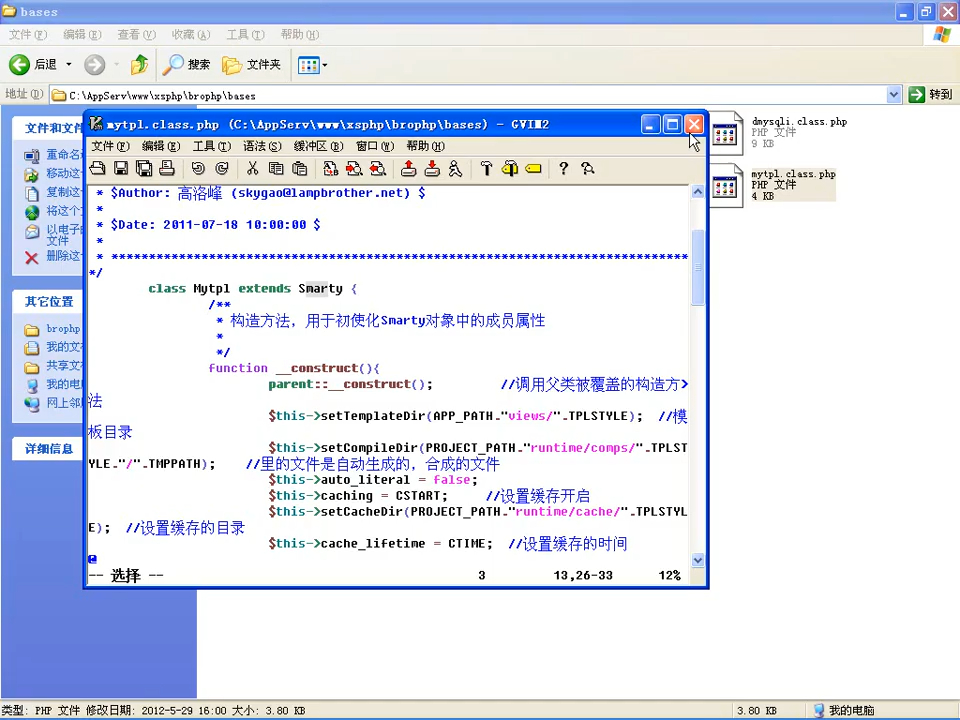 bases
文件(F) 编辑(E) 查看(V) 收藏(A) 工具(T) 帮助(H)
后退 搜索 文件夹
地址(D) C:\AppServ\www\xsphp\brophp\bases 转到
文件和文
重命名
移动这
复制这
将这个
以电子
文件
删除这
其它位置
brophp
我的文
共享文
我的电
网上邻
详细信息
dmysqli.class.php
PHP 文件
9 KB
mytpl.class.php
PHP 文件
4 KB
mytpl.class.php (C:\AppServ\www\xsphp\brophp\bases) - GVIM2
文件(F) 编辑(E) 工具(T) 语法(S) 缓冲区(B) 窗口(W) 帮助(H)
* $Author: 高洛峰 (skygao@lampbrother.net) $
*
* $Date: 2011-07-18 10:00:00 $
*
* *****************************************************************************
*/
class Mytpl extends Smarty {
/**
* 构造方法，用于初使化Smarty对象中的成员属性
*
*/
function __construct(){
parent::__construct(); //调用父类被覆盖的构造方>
法
$this->setTemplateDir(APP_PATH."views/".TPLSTYLE); //模
板目录
$this->setCompileDir(PROJECT_PATH."runtime/comps/".TPLST
YLE."/".TMPPATH); //里的文件是自动生成的，合成的文件
$this->auto_literal = false;
$this->caching = CSTART; //设置缓存开启
$this->setCacheDir(PROJECT_PATH."runtime/cache/".TPLSTYL
E); //设置缓存的目录
$this->cache_lifetime = CTIME; //设置缓存的时间
-- 选择 -- 3 13,26-33 12%
类型: PHP 文件 修改日期: 2012-5-29 16:00 大小: 3.80 KB 3.80 KB 我的电脑